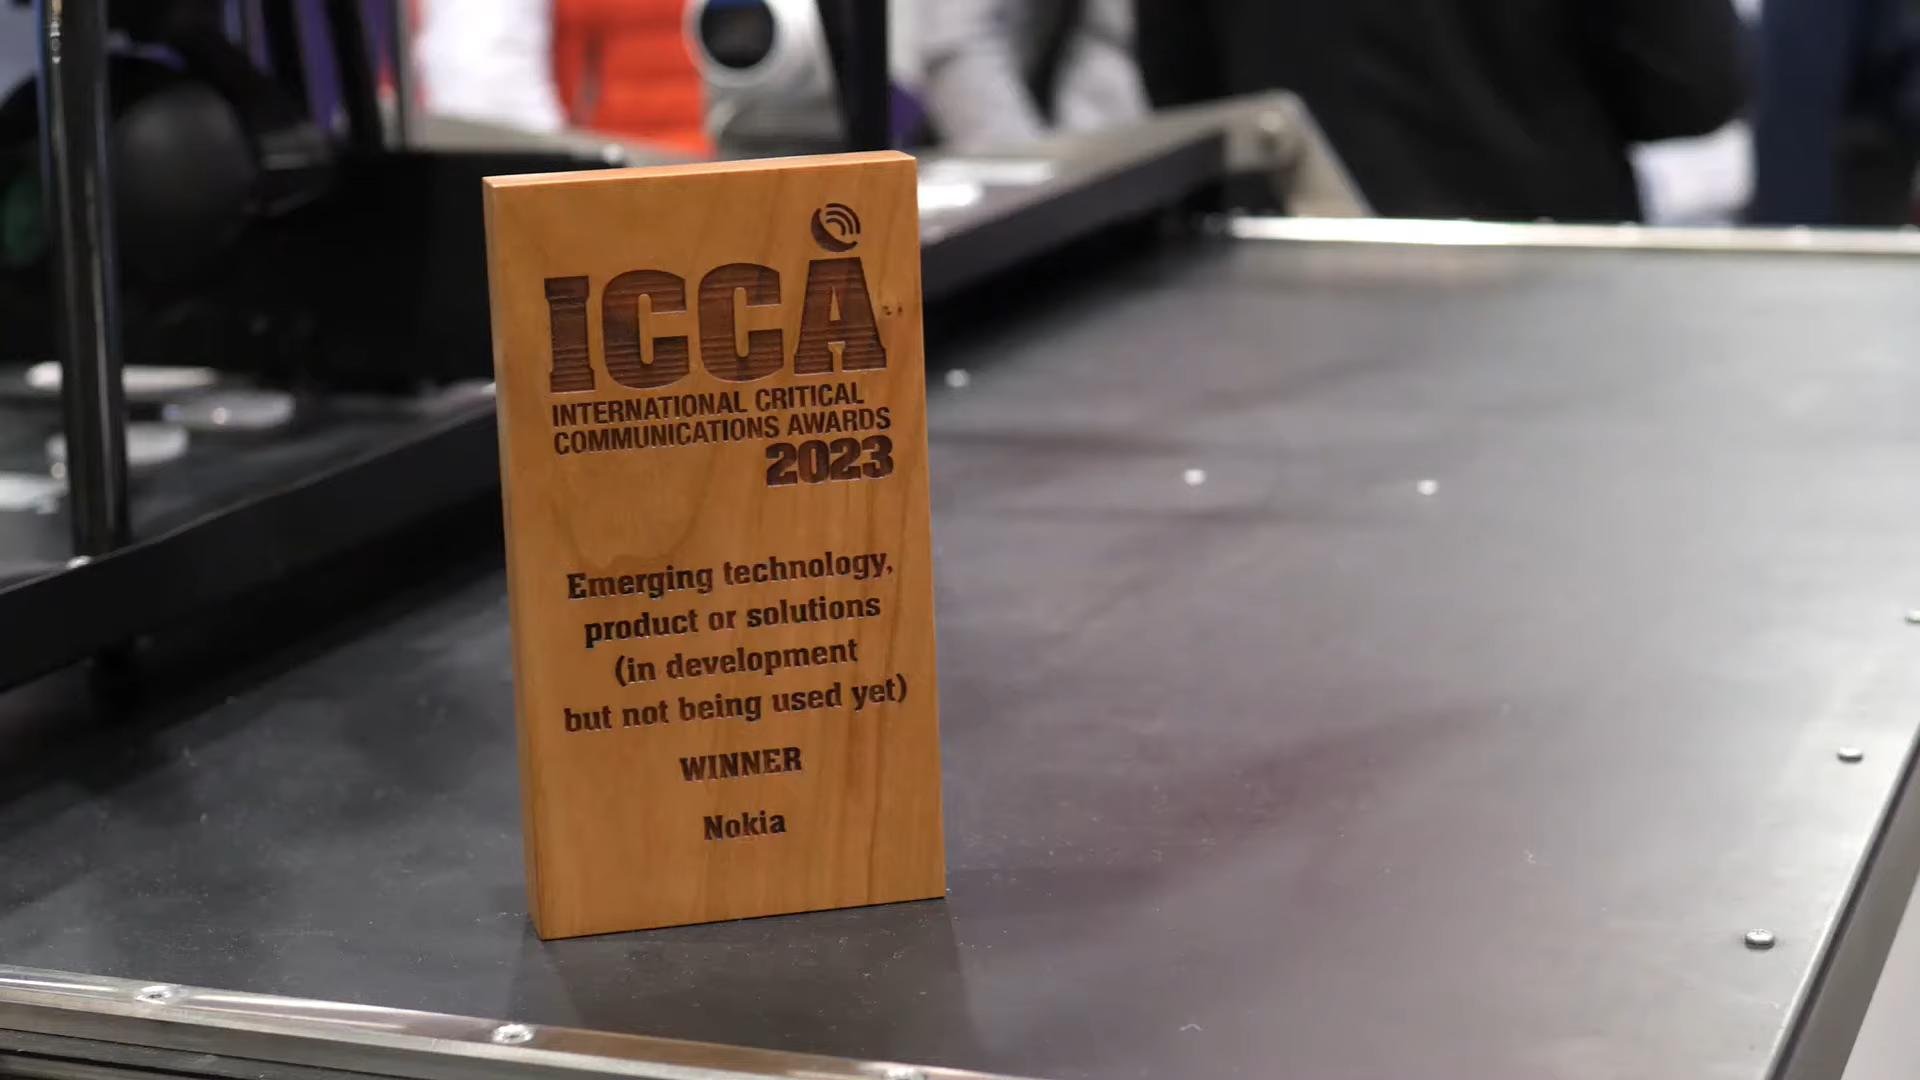 ICCA
INTERNATIONAL CRITICAL
COMMUNICATIONS AWARDS
2023
Emerging technology,
product or solutions
(in development
but not being used yet)
WINNER
Nokia